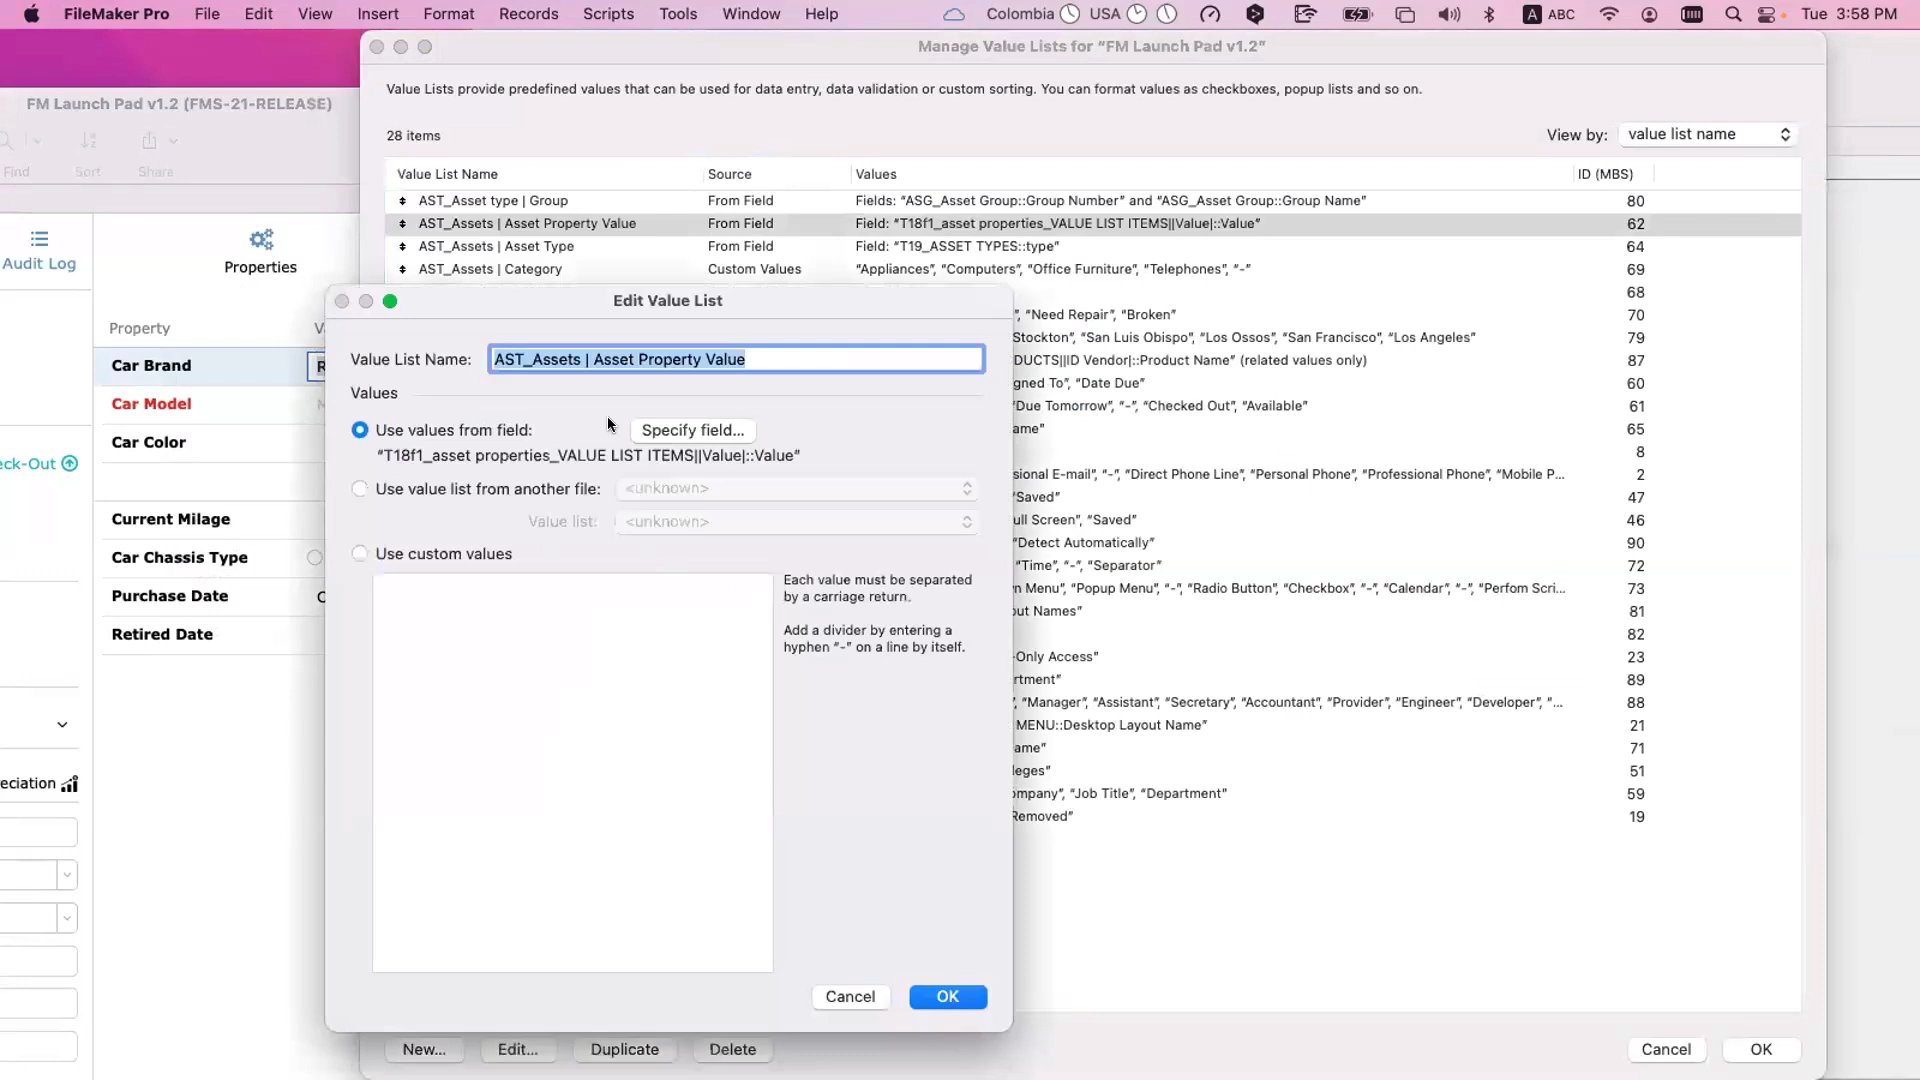 FileMaker Pro File Edit View Insert Format Records Scripts Tools Window Help Colombia USA A ABC Tue 3:58 PM
Manage Value Lists for "FM Launch Pad v1.2"
Value Lists provide predefined values that can be used for data entry, data validation or custom sorting. You can format values as checkboxes, popup lists and so on.
FM Launch Pad v1.2 (FMS-21-RELEASE)
28 items
View by: value list name
Find Sort Share
Value List Name Source Values ID (MBS)
AST_Asset type | Group From Field Fields: "ASG_Asset Group::Group Number" and "ASG_Asset Group::Group Name" 80
AST_Assets | Asset Property Value From Field Field: "T18f1_asset properties_VALUE LIST ITEMS||Value|::Value" 62
AST_Assets | Asset Type From Field Field: "T19_ASSET TYPES::type" 64
AST_Assets | Category Custom Values "Appliances", "Computers", "Office Furniture", "Telephones", "-" 69
68
", "Need Repair", "Broken" 70
Stockton", "San Luis Obispo", "Los Ossos", "San Francisco", "Los Angeles" 79
DUCTS||ID Vendor|::Product Name" (related values only) 87
gned To", "Date Due" 60
"Due Tomorrow", "-", "Checked Out", "Available" 61
ame" 65
8
sional E-mail", "-", "Direct Phone Line", "Personal Phone", "Professional Phone", "Mobile P... 2
"Saved" 47
ull Screen", "Saved" 46
"Detect Automatically" 90
"Time", "-", "Separator" 72
n Menu", "Popup Menu", "-", "Radio Button", "Checkbox", "-", "Calendar", "-", "Perfom Scri... 73
out Names" 81
82
-Only Access" 23
rtment" 89
", "Manager", "Assistant", "Secretary", "Accountant", "Provider", "Engineer", "Developer", "... 88
MENU::Desktop Layout Name" 21
ame" 71
leges" 51
ompany", "Job Title", "Department" 59
Removed" 19
Audit Log
Properties
Property
Car Brand
Car Model
Car Color
eck-Out
Current Milage
Car Chassis Type
Purchase Date
Retired Date
eciation
Edit Value List
Value List Name: AST_Assets | Asset Property Value
Values
Use values from field: Specify field...
"T18f1_asset properties_VALUE LIST ITEMS||Value|::Value"
Use value list from another file: <unknown>
Value list: <unknown>
Use custom values
Each value must be separated
by a carriage return.
Add a divider by entering a
hyphen "-" on a line by itself.
Cancel OK
New... Edit... Duplicate Delete Cancel OK